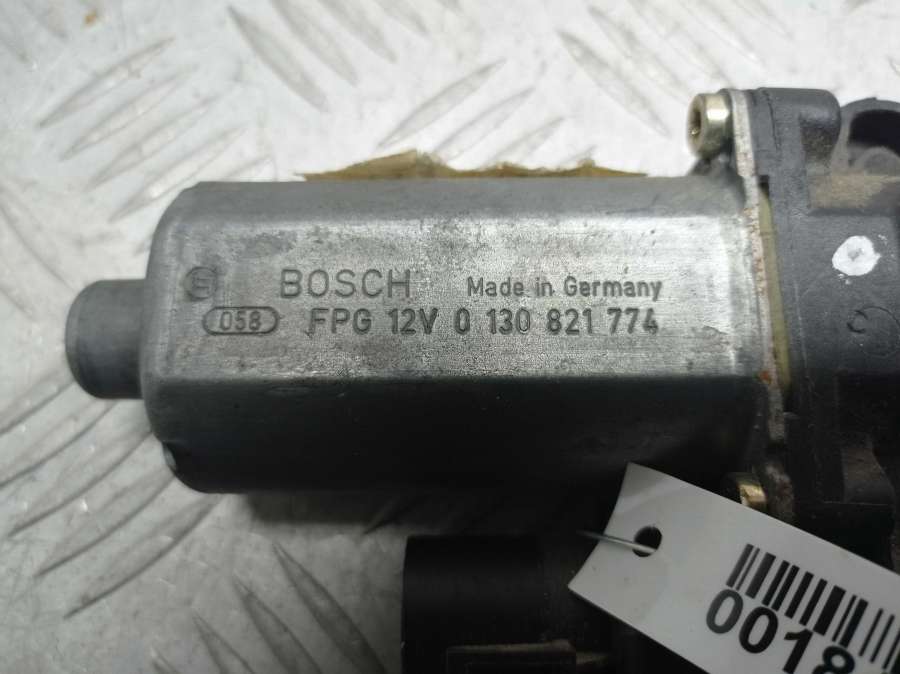 BOSCH Made in Germany
058 FPG 12V 0 130 821 774
0018